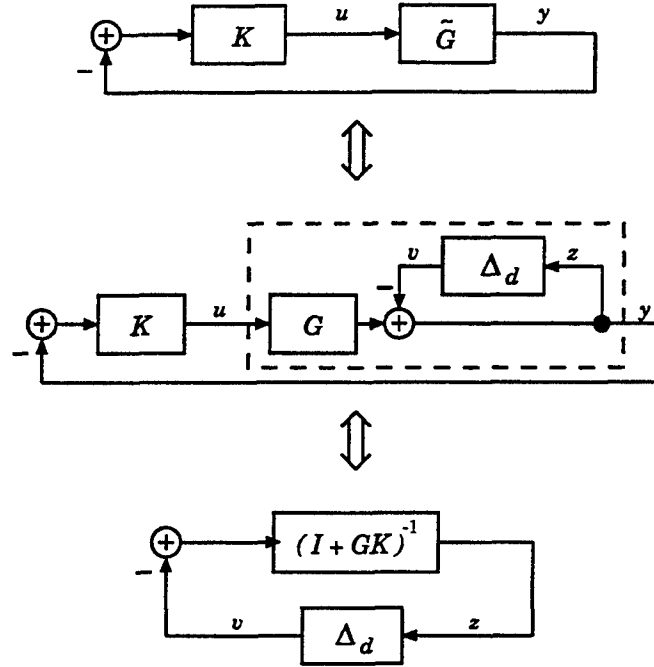 + K u G̃ y
−
v Δ_d z
−
+ K u G + y
−
+ (I + GK)^{-1}
−
v Δ_d z